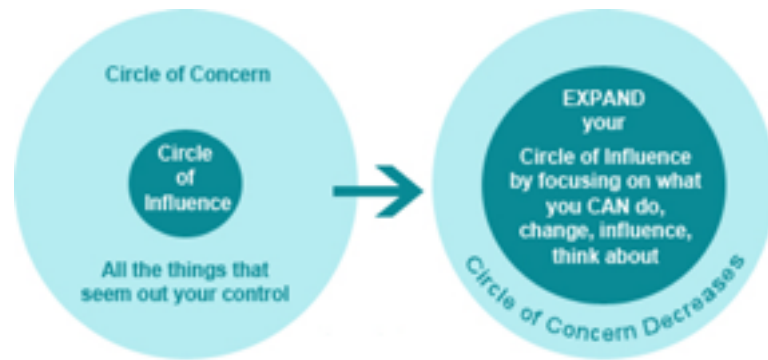 Circle of Concern
Circle
of
Influence
All the things that
seem out your control
EXPAND
your
Circle of Influence
by focusing on what
you CAN do,
change, influence,
think about
Circle of Concern Decreases